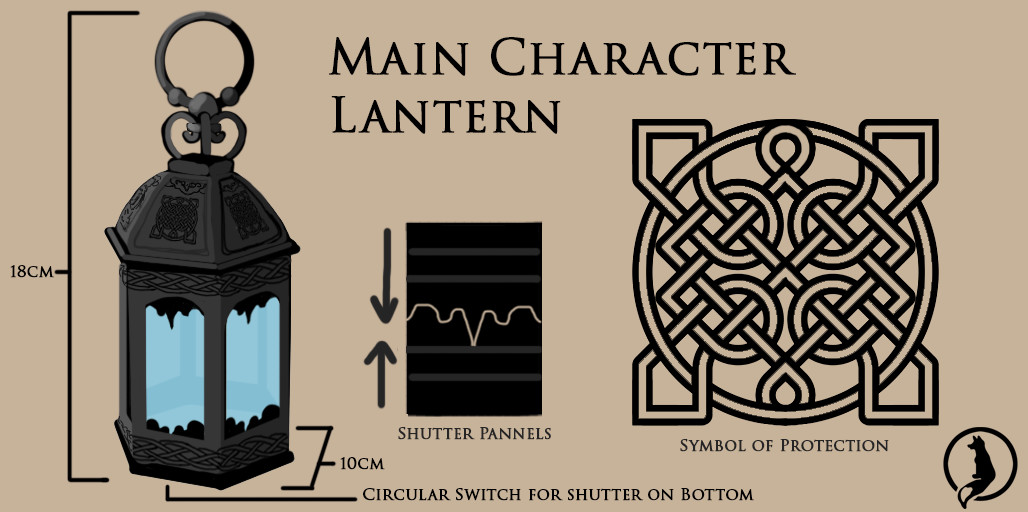 Main Character
Lantern
18cm
Shutter Pannels
Symbol of Protection
10cm
Circular Switch for shutter on Bottom